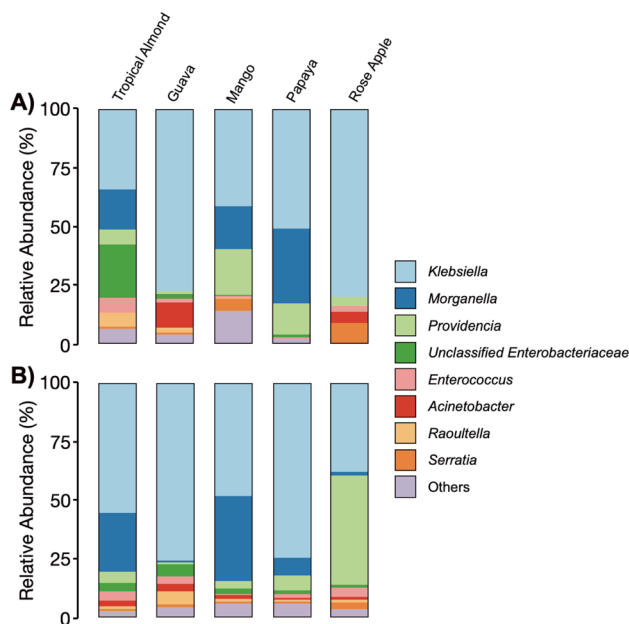 Tropical Almond
Guava
Mango
Papaya
Rose Apple
A)
Relative Abundance (%)
100
75
50
25
0
B)
Relative Abundance (%)
100
75
50
25
0
Klebsiella
Morganella
Providencia
Unclassified Enterobacteriaceae
Enterococcus
Acinetobacter
Raoultella
Serratia
Others